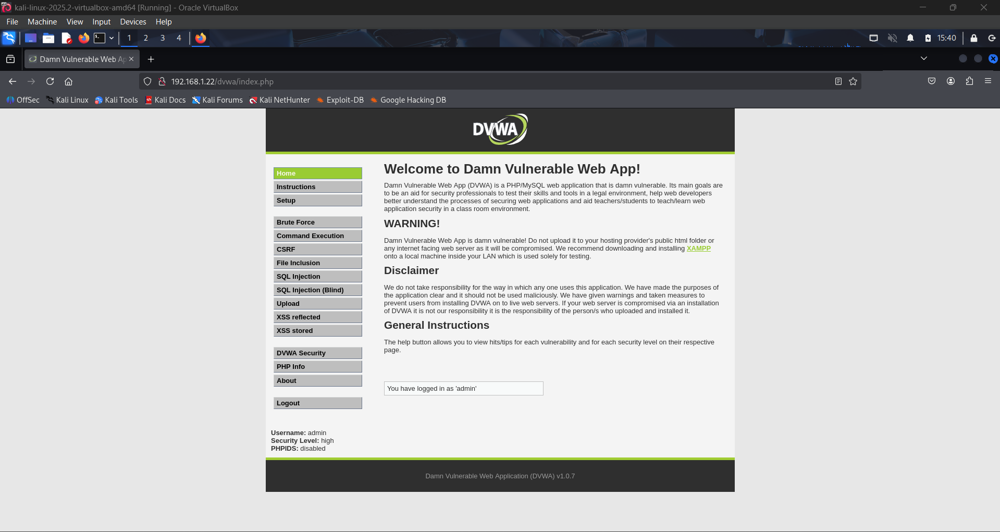 kali-linux-2025.2-virtualbox-amd64 [Running] - Oracle VirtualBox
File Machine View Input Devices Help
1 2 3 4 15:40
Damn Vulnerable Web Ap
192.168.1.22/dvwa/index.php
OffSec Kali Linux Kali Tools Kali Docs Kali Forums Kali NetHunter Exploit-DB Google Hacking DB
DVWA
Home
Instructions
Setup
Brute Force
Command Execution
CSRF
File Inclusion
SQL Injection
SQL Injection (Blind)
Upload
XSS reflected
XSS stored
DVWA Security
PHP Info
About
Logout
Username: admin
Security Level: high
PHPIDS: disabled
Welcome to Damn Vulnerable Web App!
Damn Vulnerable Web App (DVWA) is a PHP/MySQL web application that is damn vulnerable. Its main goals are
to be an aid for security professionals to test their skills and tools in a legal environment, help web developers
better understand the processes of securing web applications and aid teachers/students to teach/learn web
application security in a class room environment.
WARNING!
Damn Vulnerable Web App is damn vulnerable! Do not upload it to your hosting provider's public html folder or
any internet facing web server as it will be compromised. We recommend downloading and installing XAMPP
onto a local machine inside your LAN which is used solely for testing.
Disclaimer
We do not take responsibility for the way in which any one uses this application. We have made the purposes of
the application clear and it should not be used maliciously. We have given warnings and taken measures to
prevent users from installing DVWA on to live web servers. If your web server is compromised via an installation
of DVWA it is not our responsibility it is the responsibility of the person/s who uploaded and installed it.
General Instructions
The help button allows you to view hits/tips for each vulnerability and for each security level on their respective
page.
You have logged in as 'admin'
Damn Vulnerable Web Application (DVWA) v1.0.7